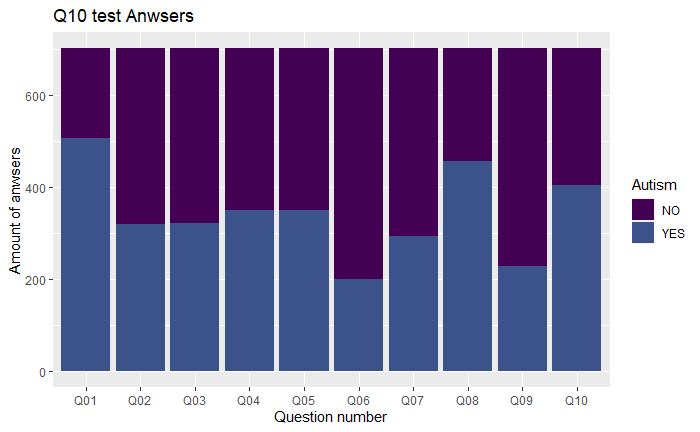 Q10 test Anwsers
Amount of anwsers
600
400
200
0
Q01 Q02 Q03 Q04 Q05 Q06 Q07 Q08 Q09 Q10
Question number
Autism
NO
YES